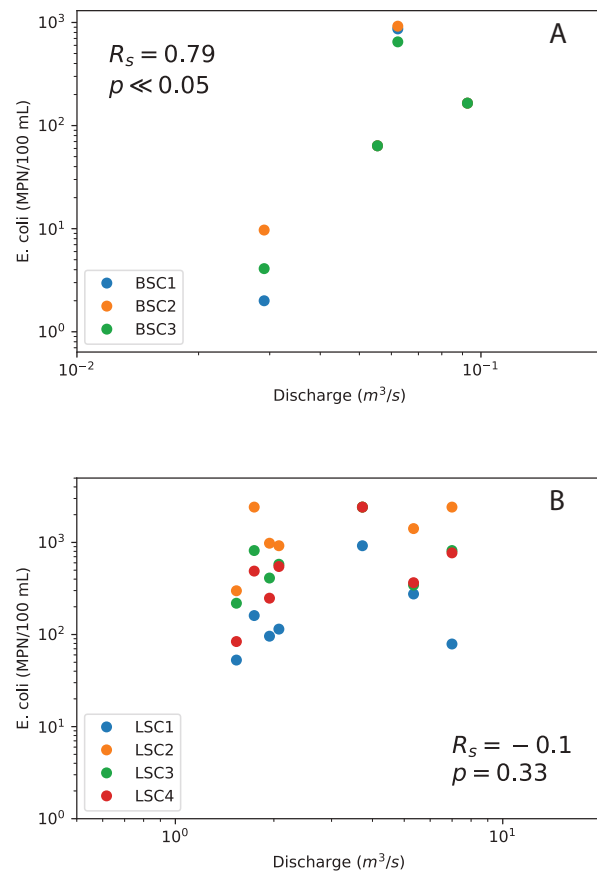 A
R_s = 0.79
p ≪ 0.05
E. coli (MPN/100 mL)
10³
10²
10¹
10⁰
BSC1
BSC2
BSC3
10⁻²
10⁻¹
Discharge (m³/s)
B
E. coli (MPN/100 mL)
10³
10²
10¹
10⁰
LSC1
LSC2
LSC3
LSC4
R_s = −0.1
p = 0.33
10⁰
10¹
Discharge (m³/s)